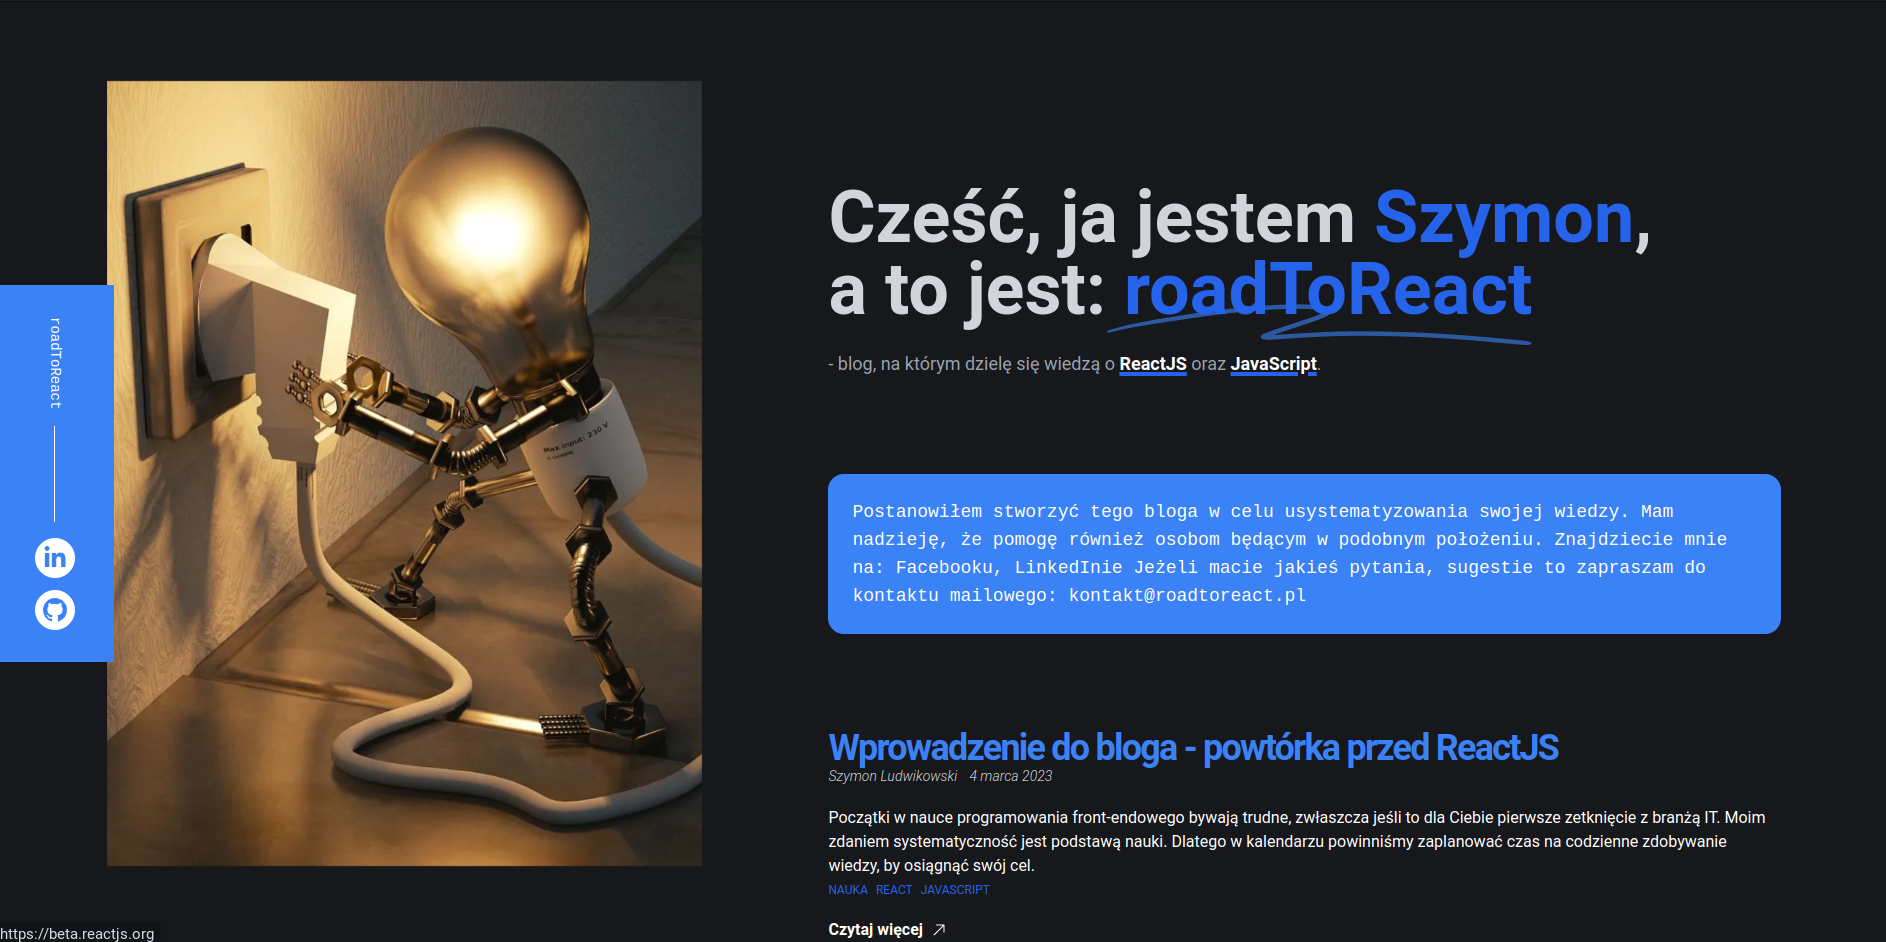 roadToReact
in
Max input: 230 V
Cześć, ja jestem Szymon,
a to jest: roadToReact
- blog, na którym dzielę się wiedzą o ReactJS oraz JavaScript.
Postanowiłem stworzyć tego bloga w celu usystematyzowania swojej wiedzy. Mam
nadzieję, że pomogę również osobom będącym w podobnym położeniu. Znajdziecie mnie
na: Facebooku, LinkedInie Jeżeli macie jakieś pytania, sugestie to zapraszam do
kontaktu mailowego: kontakt@roadtoreact.pl
Wprowadzenie do bloga - powtórka przed ReactJS
Szymon Ludwikowski 4 marca 2023
Początki w nauce programowania front-endowego bywają trudne, zwłaszcza jeśli to dla Ciebie pierwsze zetknięcie z branżą IT. Moim
zdaniem systematyczność jest podstawą nauki. Dlatego w kalendarzu powinniśmy zaplanować czas na codzienne zdobywanie
wiedzy, by osiągnąć swój cel.
NAUKA REACT JAVASCRIPT
Czytaj więcej
https://beta.reactjs.org